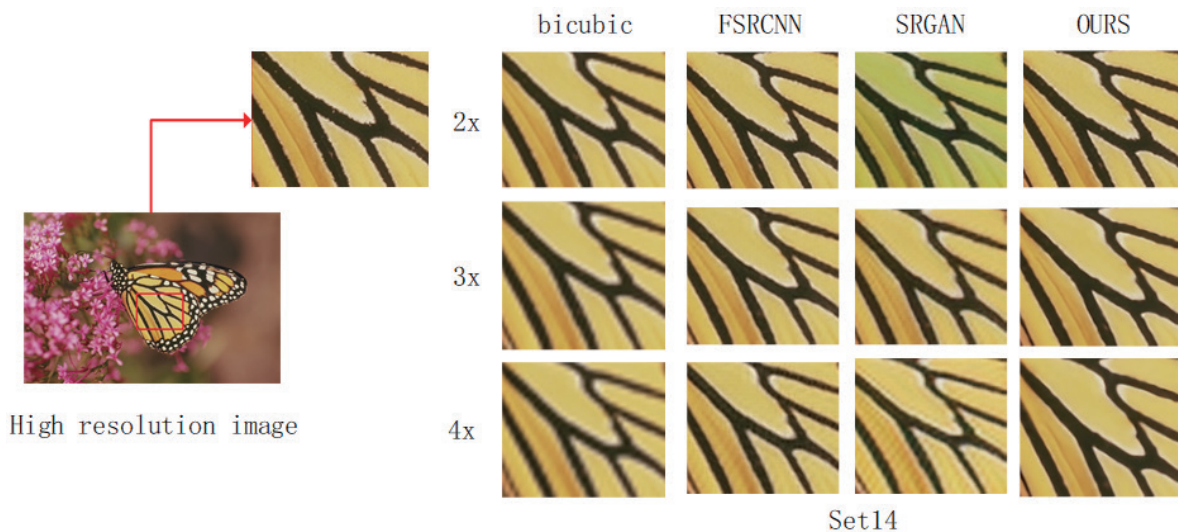 bicubic FSRCNN SRGAN OURS
2x
3x
High resolution image
4x
Set14